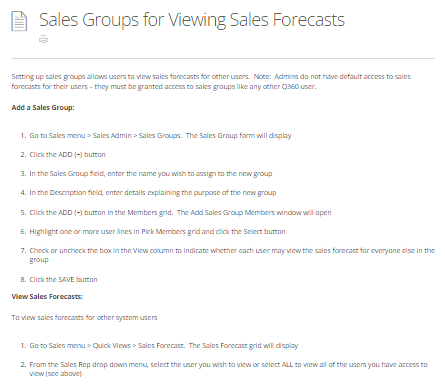 Sales Groups for Viewing Sales Forecasts
Setting up sales groups allows users to view sales forecasts for other users.  Note:  Admins do not have default access to sales
forecasts for their users – they must be granted access to sales groups like any other Q360 user.
Add a Sales Group:
1. Go to Sales menu > Sales Admin > Sales Groups.  The Sales Group form will display
2. Click the ADD (+) button
3. In the Sales Group field, enter the name you wish to assign to the new group
4. In the Description field, enter details explaining the purpose of the new group
5. Click the ADD (+) button in the Members grid.  The Add Sales Group Members window will open
6. Highlight one or more user lines in Pick Members grid and click the Select button
7. Check or uncheck the box in the View column to indicate whether each user may view the sales forecast for everyone else in the
group
8. Click the SAVE button
View Sales Forecasts:
To view sales forecasts for other system users
1. Go to Sales menu > Quick Views > Sales Forecast.  The Sales Forecast grid will display
2. From the Sales Rep drop down menu, select the user you wish to view or select ALL to view all of the users you have access to
view (see above)